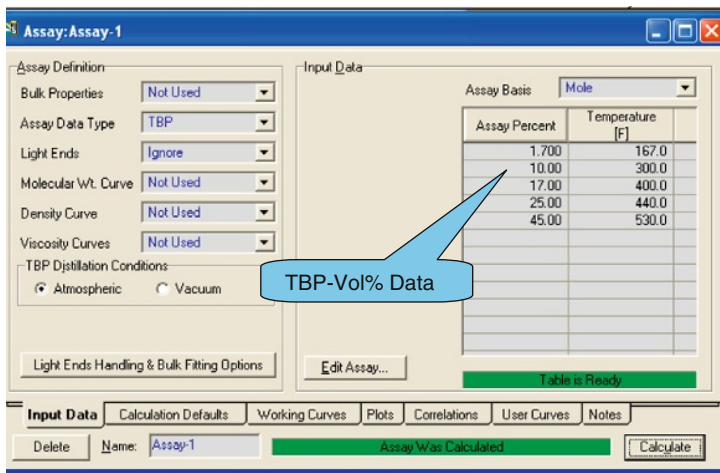 Assay:Assay-1
Assay Definition
Bulk Properties Not Used
Assay Data Type TBP
Light Ends Ignore
Molecular Wt. Curve Not Used
Density Curve Not Used
Viscosity Curves Not Used
TBP Distillation Conditions
Atmospheric Vacuum
Light Ends Handling & Bulk Fitting Options
Input Data
Assay Basis Mole
Assay Percent Temperature [F]
1.700 167.0
10.00 300.0
17.00 400.0
25.00 440.0
45.00 530.0
TBP-Vol% Data
Edit Assay...
Table is Ready
Input Data Calculation Defaults Working Curves Plots Correlations User Curves Notes
Delete Name: Assay-1 Assay Was Calculated Calculate